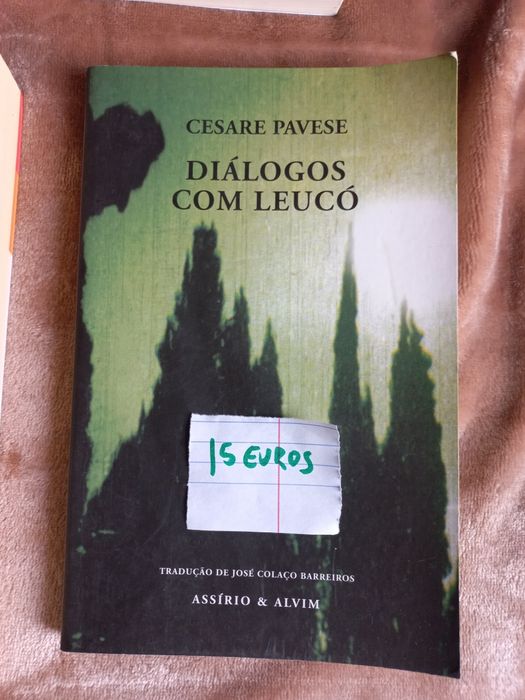 CESARE PAVESE
DIÁLOGOS
COM LEUCÓ
15 EUROS
TRADUÇÃO DE JOSÉ COLAÇO BARREIROS
ASSÍRIO & ALVIM